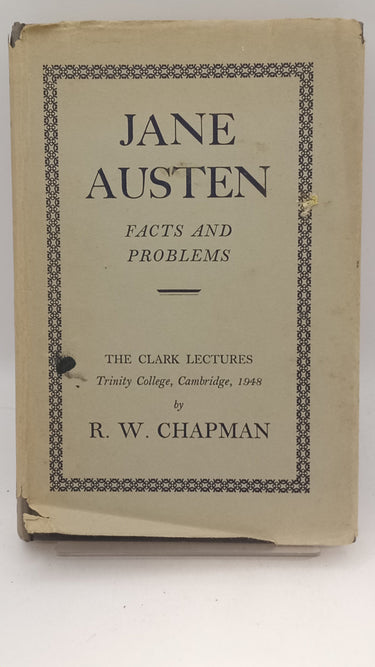 JANE
AUSTEN
FACTS AND
PROBLEMS
THE CLARK LECTURES
Trinity College, Cambridge, 1948
by
R. W. CHAPMAN